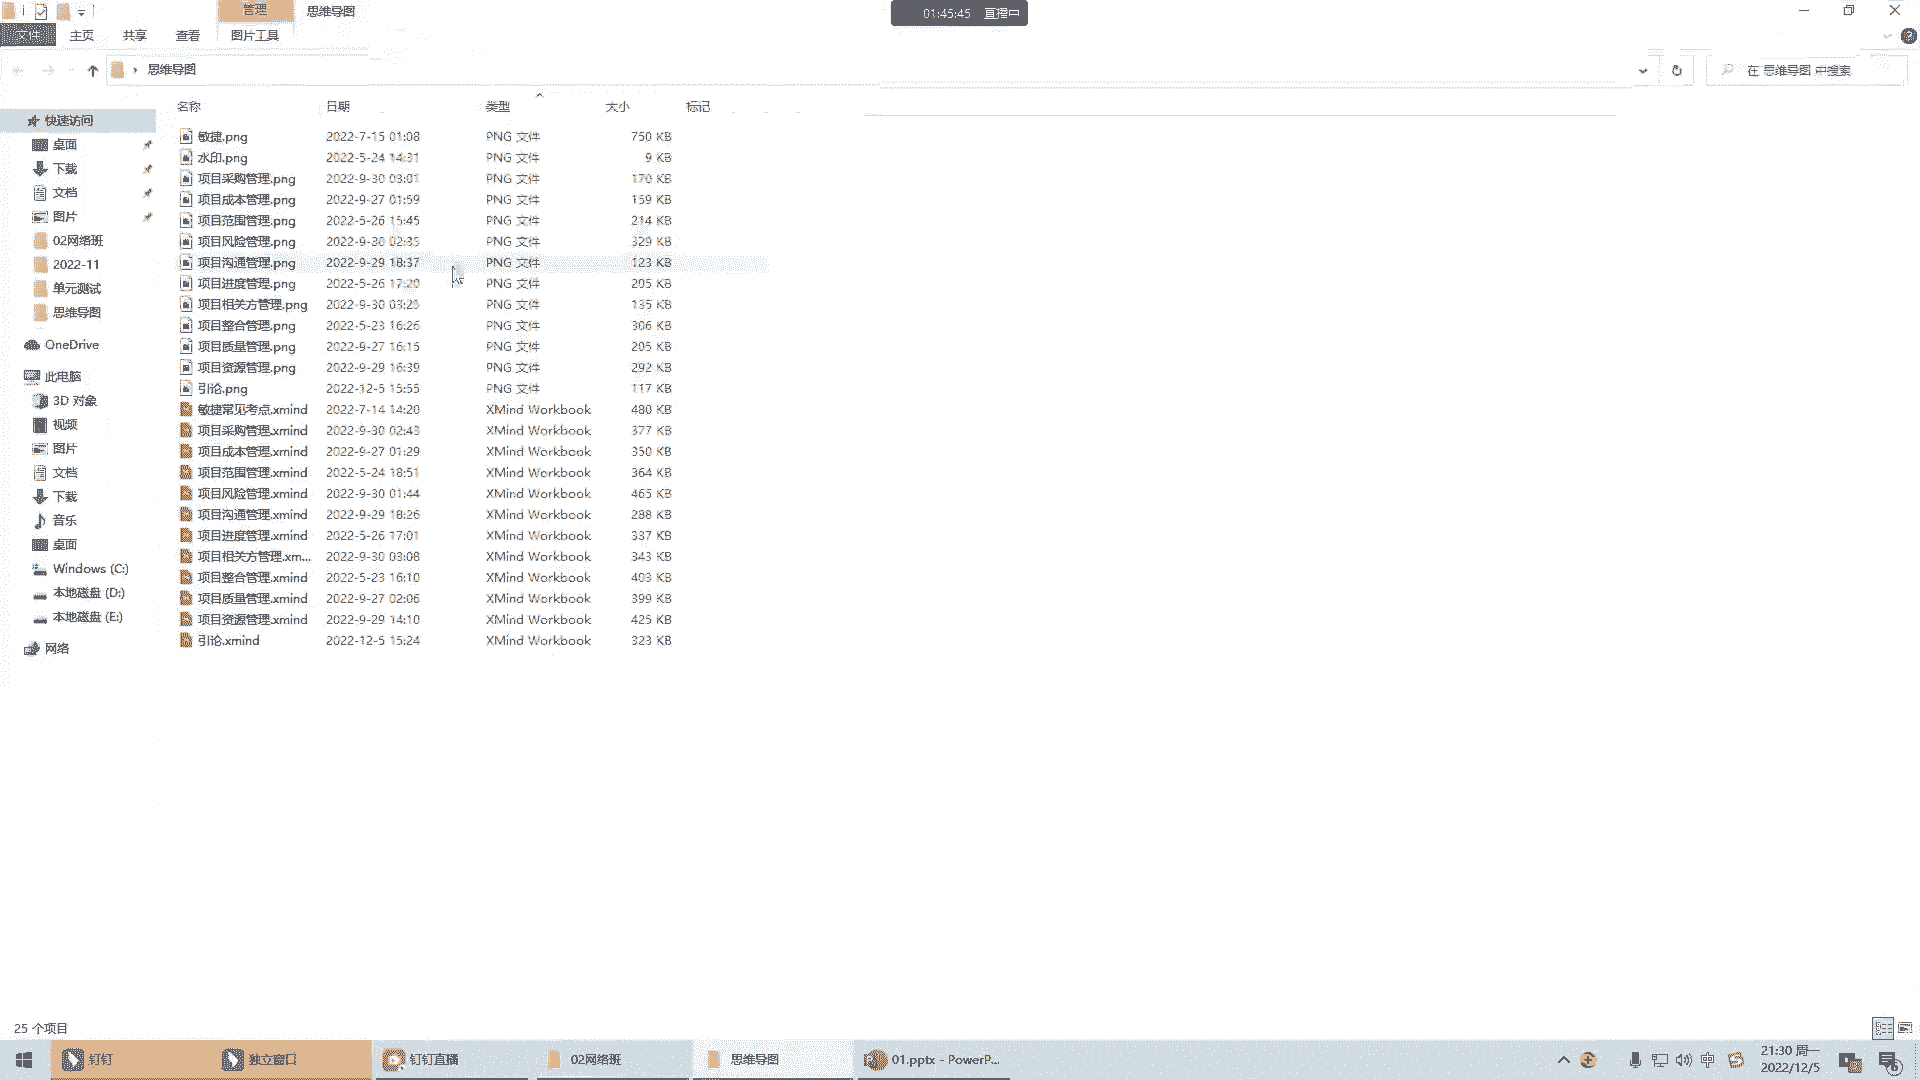 管理 思维导图
01:45:45 直播中
文件 主页 共享 查看 图片工具
思维导图
在 思维导图 中搜索
名称 日期 类型 大小 标记
敏捷.png 2022-7-15 01:08 PNG 文件 750 KB
水印.png 2022-5-24 14:31 PNG 文件 9 KB
项目采购管理.png 2022-9-30 03:01 PNG 文件 170 KB
项目成本管理.png 2022-9-27 01:59 PNG 文件 159 KB
项目范围管理.png 2022-5-26 15:45 PNG 文件 214 KB
项目风险管理.png 2022-9-30 02:35 PNG 文件 329 KB
项目沟通管理.png 2022-9-29 18:37 PNG 文件 123 KB
项目进度管理.png 2022-5-26 17:20 PNG 文件 205 KB
项目相关方管理.png 2022-9-30 03:25 PNG 文件 135 KB
项目整合管理.png 2022-5-23 16:26 PNG 文件 306 KB
项目质量管理.png 2022-9-27 16:15 PNG 文件 205 KB
项目资源管理.png 2022-9-29 16:39 PNG 文件 292 KB
引论.png 2022-12-5 15:55 PNG 文件 117 KB
敏捷常见考点.xmind 2022-7-14 14:20 XMind Workbook 480 KB
项目采购管理.xmind 2022-9-30 02:43 XMind Workbook 377 KB
项目成本管理.xmind 2022-9-27 01:29 XMind Workbook 350 KB
项目范围管理.xmind 2022-5-24 18:51 XMind Workbook 364 KB
项目风险管理.xmind 2022-9-30 01:44 XMind Workbook 465 KB
项目沟通管理.xmind 2022-9-29 18:26 XMind Workbook 288 KB
项目进度管理.xmind 2022-5-26 17:01 XMind Workbook 337 KB
项目相关方管理.xm... 2022-9-30 03:08 XMind Workbook 343 KB
项目整合管理.xmind 2022-5-23 16:10 XMind Workbook 403 KB
项目质量管理.xmind 2022-9-27 02:06 XMind Workbook 399 KB
项目资源管理.xmind 2022-9-29 14:10 XMind Workbook 425 KB
引论.xmind 2022-12-5 15:24 XMind Workbook 323 KB
快速访问
桌面
下载
文档
图片
02网络班
2022-11
单元测试
思维导图
OneDrive
此电脑
3D 对象
视频
图片
文档
下载
音乐
桌面
Windows (C:)
本地磁盘 (D:)
本地磁盘 (E:)
网络
25 个项目
钉钉 独立窗口 钉钉直播 02网络班 思维导图 01.pptx - PowerP...
中
21:30 周一
2022/12/5